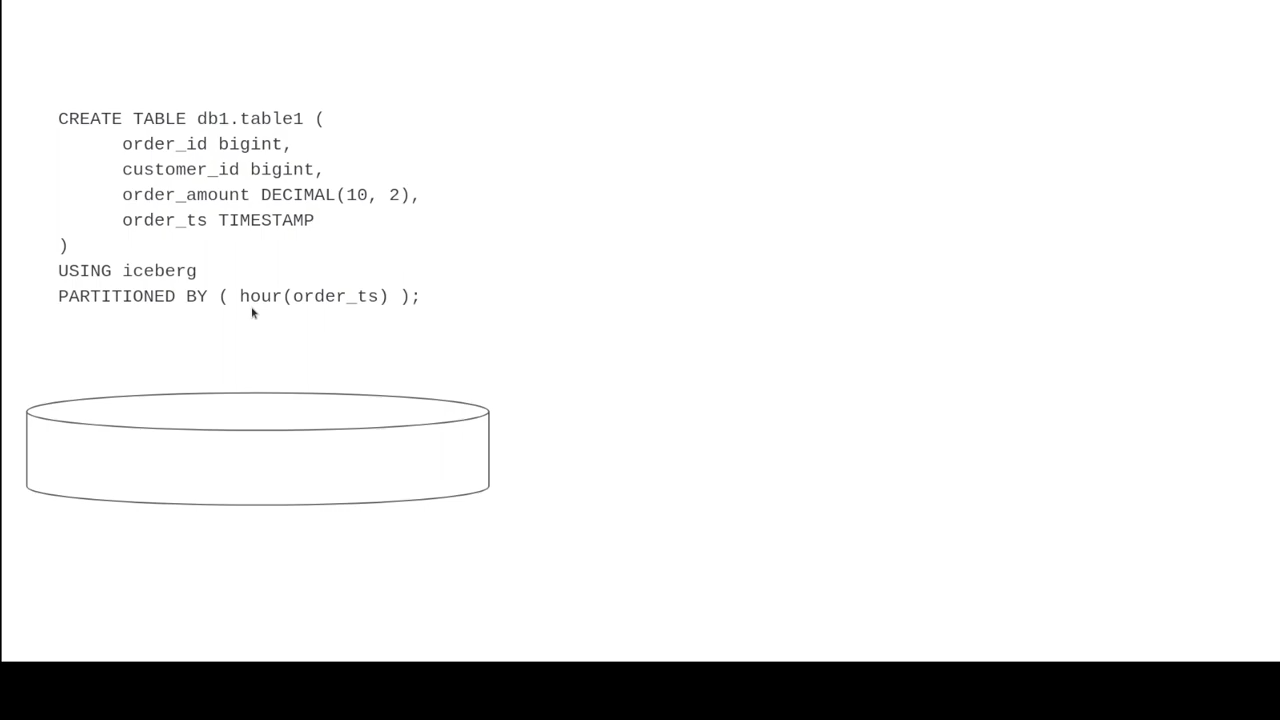 CREATE TABLE db1.table1 (
order_id bigint,
customer_id bigint,
order_amount DECIMAL(10, 2),
order_ts TIMESTAMP
)
USING iceberg
PARTITIONED BY ( hour(order_ts) );